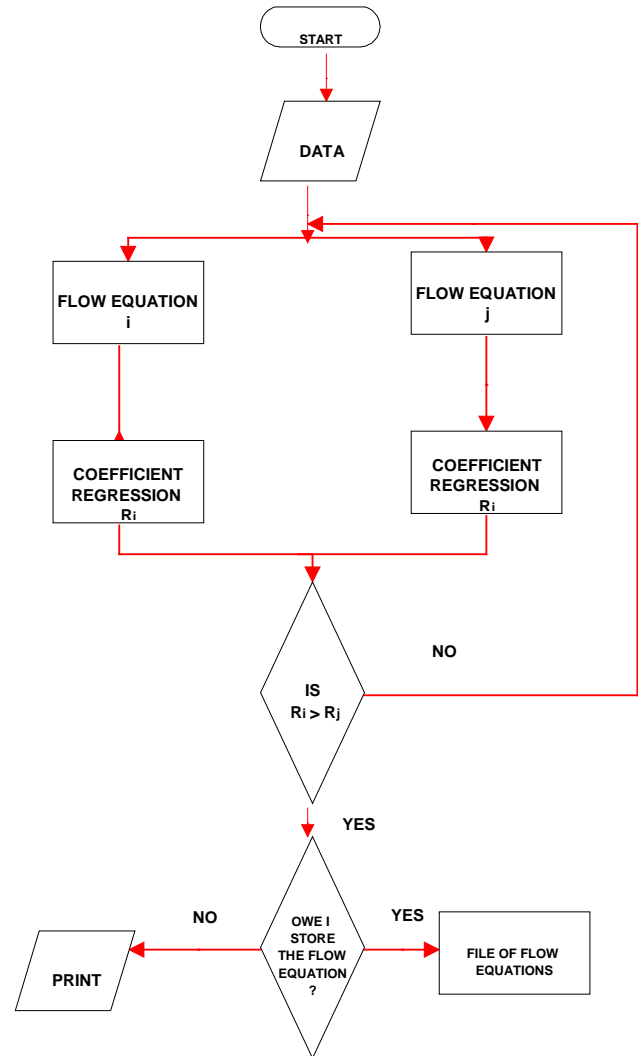 START
DATA
FLOW EQUATION
i
FLOW EQUATION
j
COEFFICIENT
REGRESSION
Ri
COEFFICIENT
REGRESSION
Ri
NO
IS
Ri > Rj
YES
NO
OWE I
STORE
THE FLOW
EQUATION
?
YES
PRINT
FILE OF FLOW
EQUATIONS